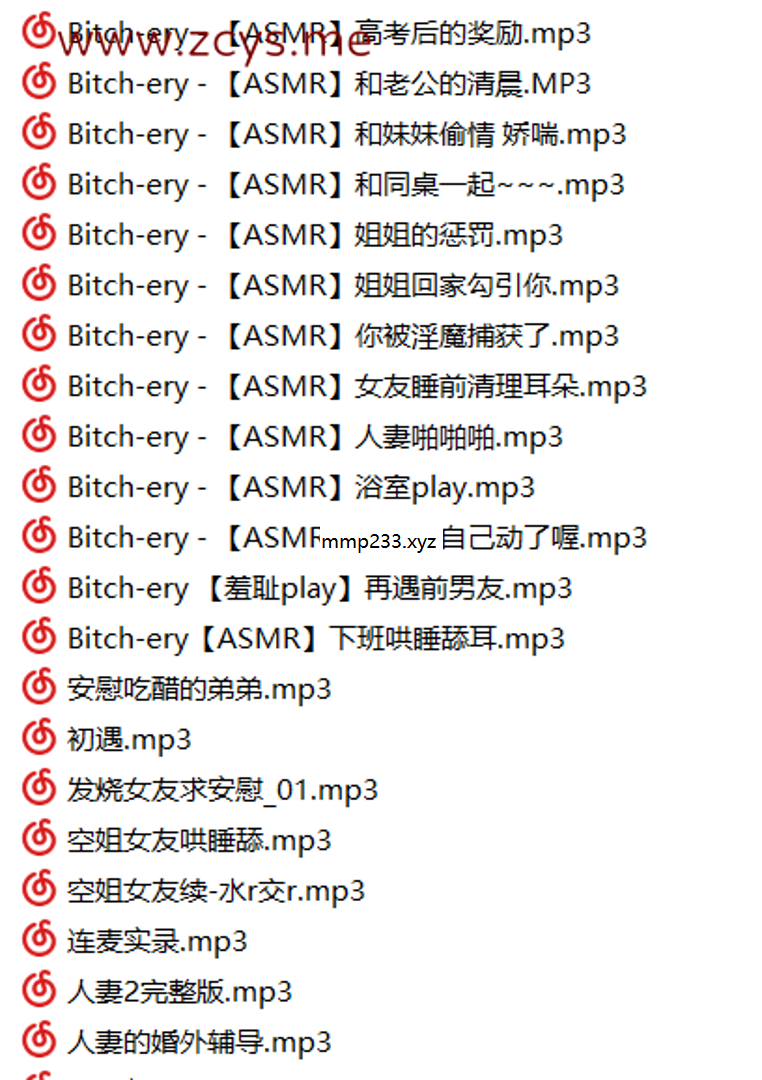 www.zcys.me
Bitch-ery - 【ASMR】高考后的奖励.mp3
Bitch-ery - 【ASMR】和老公的清晨.MP3
Bitch-ery - 【ASMR】和妹妹偷情 娇喘.mp3
Bitch-ery - 【ASMR】和同桌一起~~~.mp3
Bitch-ery - 【ASMR】姐姐的惩罚.mp3
Bitch-ery - 【ASMR】姐姐回家勾引你.mp3
Bitch-ery - 【ASMR】你被淫魔捕获了.mp3
Bitch-ery - 【ASMR】女友睡前清理耳朵.mp3
Bitch-ery - 【ASMR】人妻啪啪啪.mp3
Bitch-ery - 【ASMR】浴室play.mp3
Bitch-ery - 【ASMR mmp233.xyz 自己动了喔.mp3
Bitch-ery 【羞耻play】再遇前男友.mp3
Bitch-ery【ASMR】下班哄睡舔耳.mp3
安慰吃醋的弟弟.mp3
初遇.mp3
发烧女友求安慰_01.mp3
空姐女友哄睡舔.mp3
空姐女友续-水r交r.mp3
连麦实录.mp3
人妻2完整版.mp3
人妻的婚外辅导.mp3